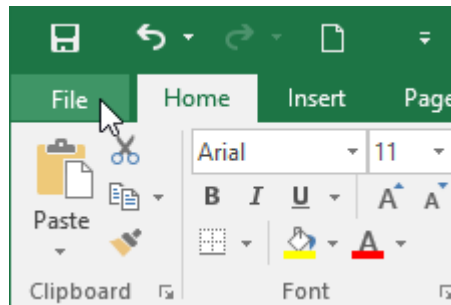 File Home Insert Page
Arial 11
B I U A A
Paste
A
Clipboard Font